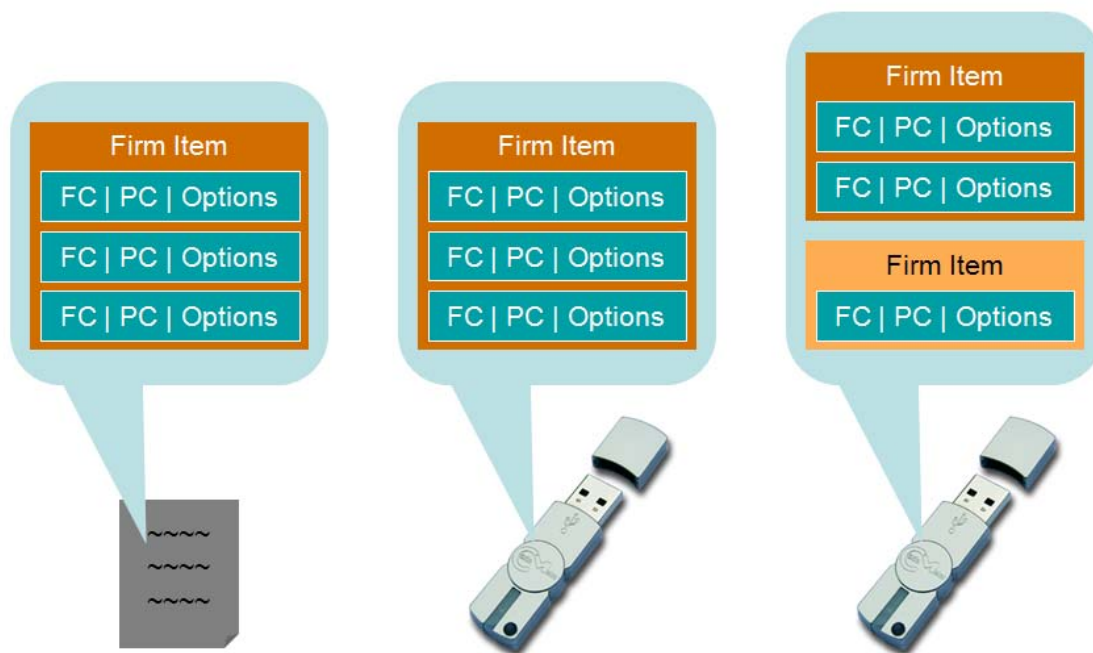 Firm Item
FC | PC | Options
FC | PC | Options
FC | PC | Options
Firm Item
FC | PC | Options
FC | PC | Options
FC | PC | Options
Firm Item
FC | PC | Options
FC | PC | Options
Firm Item
FC | PC | Options
~~~~
~~~~
~~~~